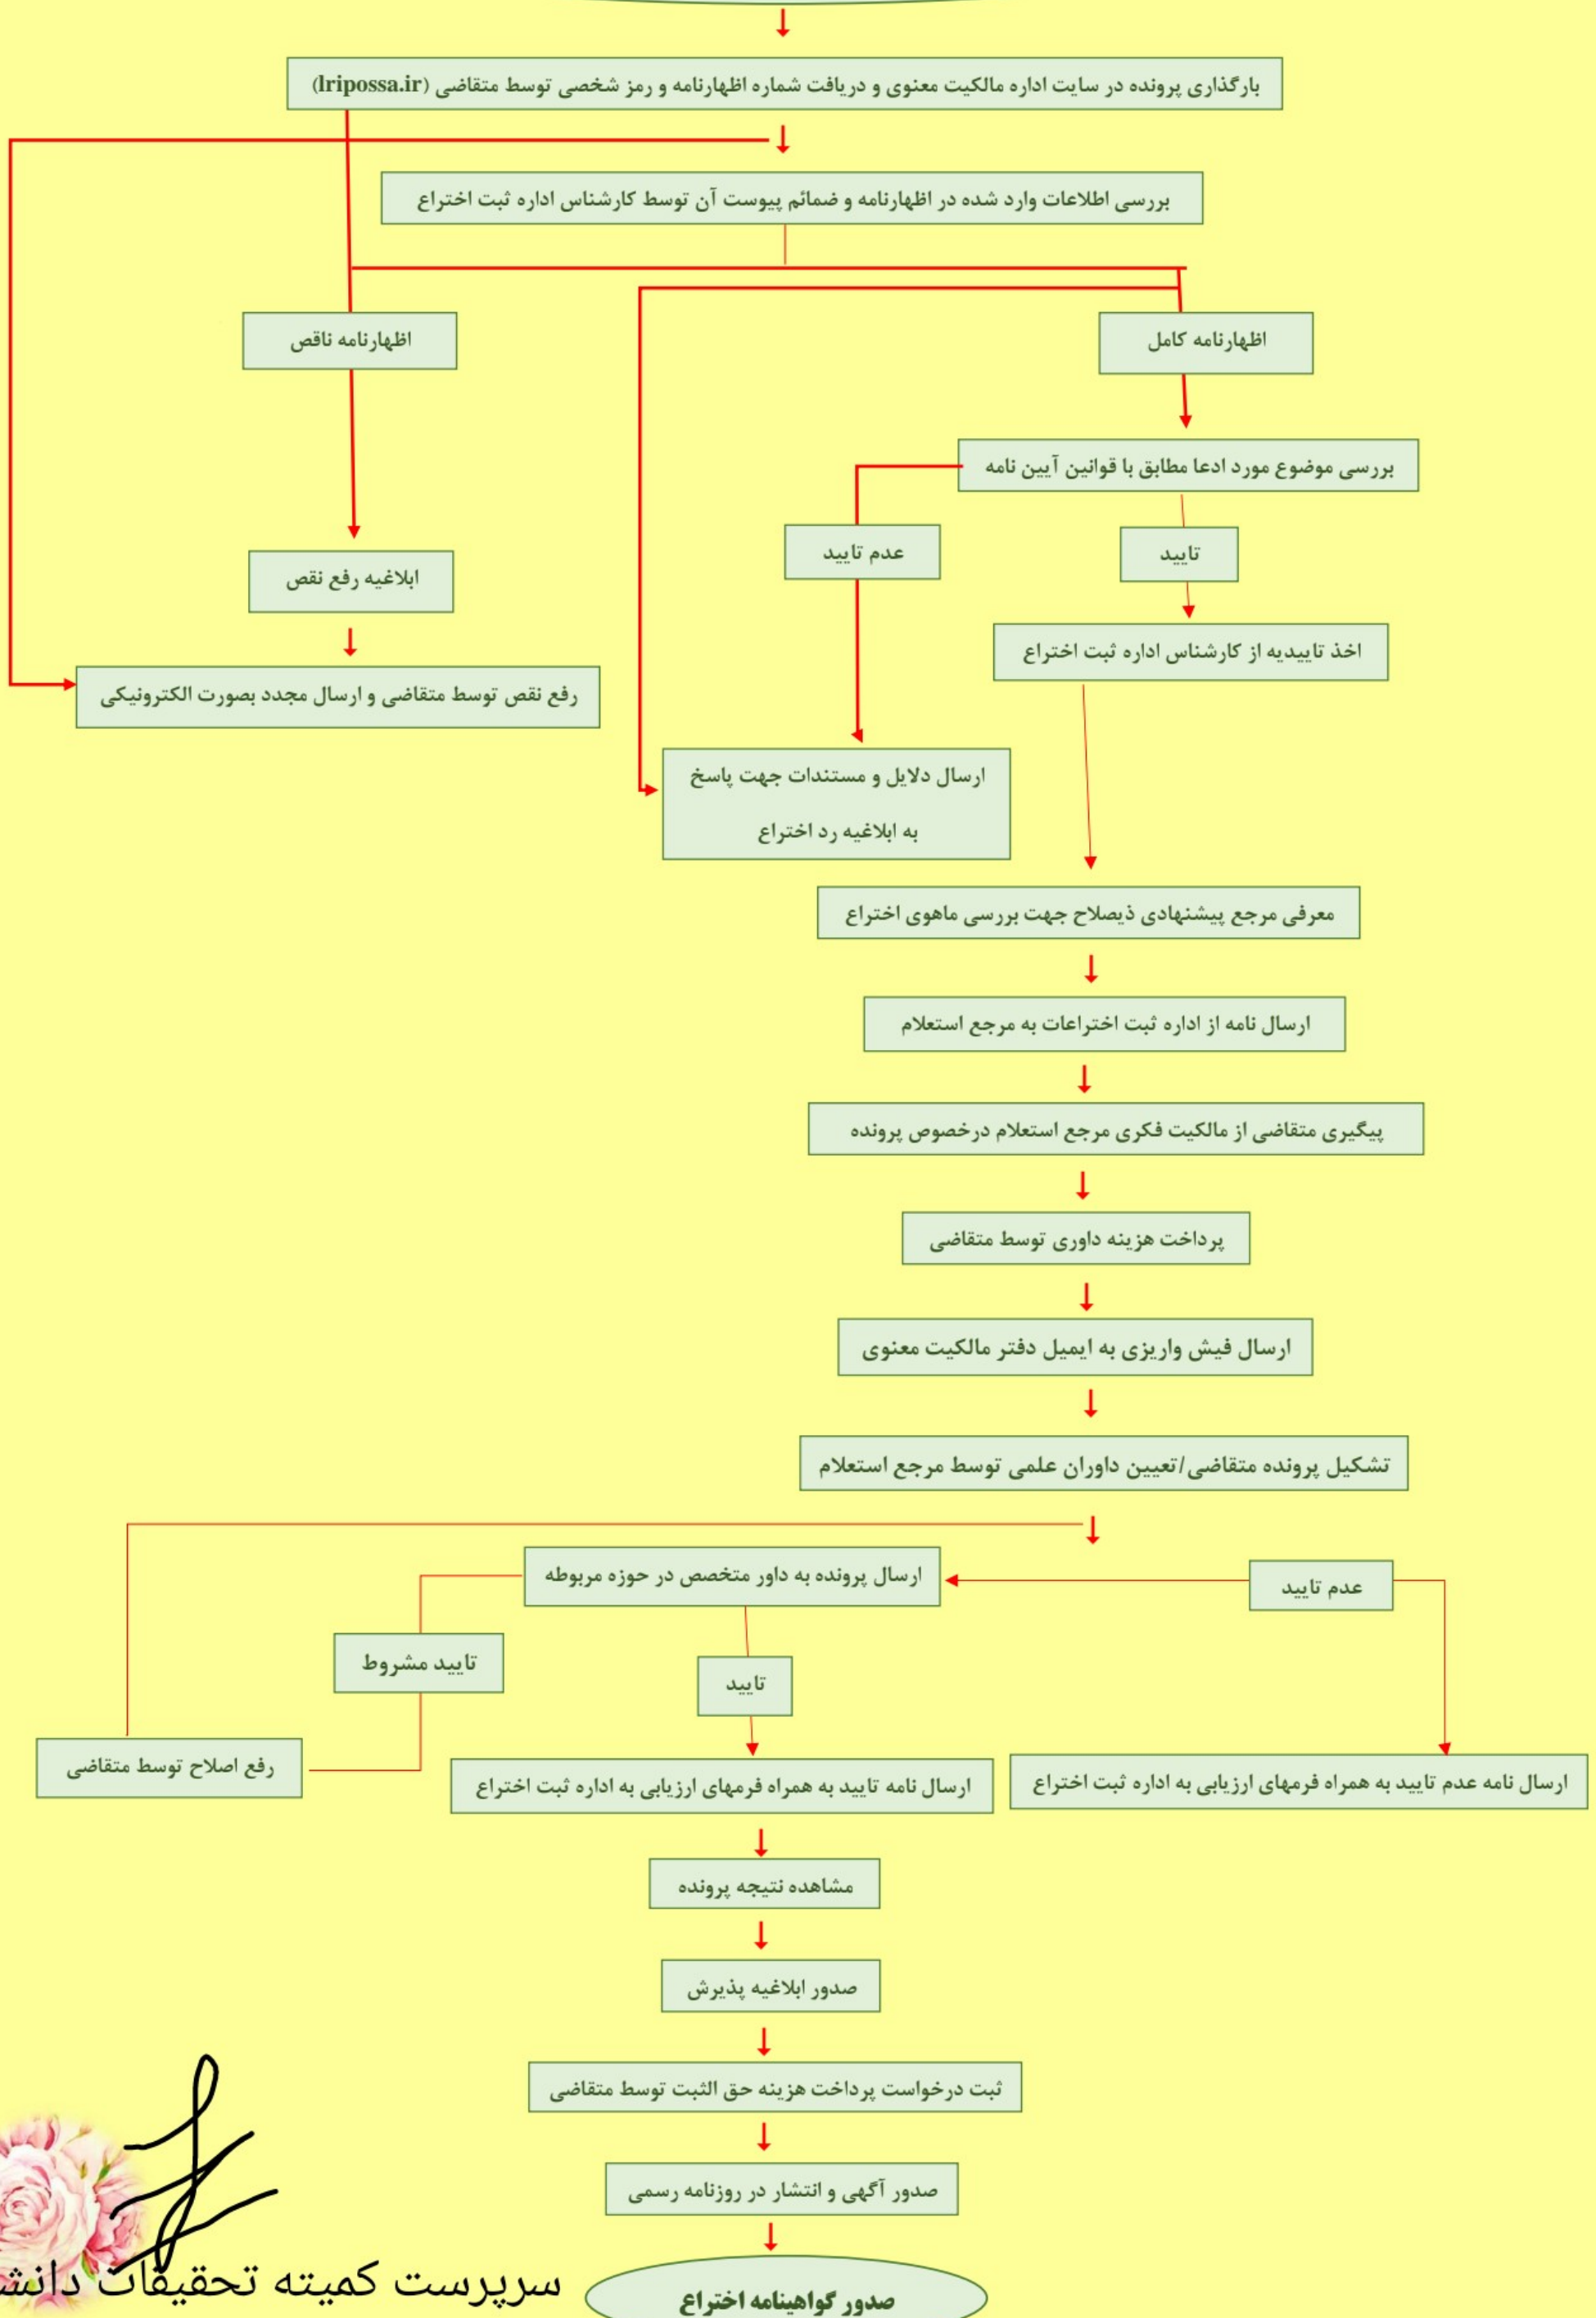 بارگذاری پرونده در سایت اداره مالکیت معنوی و دریافت شماره اظهارنامه و رمز شخصی توسط متقاضی (lripossa.ir)
بررسی اطلاعات وارد شده در اظهارنامه و ضمائم پیوست آن توسط کارشناس اداره ثبت اختراع
اظهارنامه کامل
اظهارنامه ناقص
بررسی موضوع مورد ادعا مطابق با قوانین آیین نامه
تایید
عدم تایید
ابلاغیه رفع نقص
اخذ تاییدیه از کارشناس اداره ثبت اختراع
رفع نقص توسط متقاضی و ارسال مجدد بصورت الکترونیکی
ارسال دلایل و مستندات جهت پاسخ
به ابلاغیه رد اختراع
معرفی مرجع پیشنهادی ذیصلاح جهت بررسی ماهوی اختراع
ارسال نامه از اداره ثبت اختراعات به مرجع استعلام
پیگیری متقاضی از مالکیت فکری مرجع استعلام درخصوص پرونده
پرداخت هزینه داوری توسط متقاضی
ارسال فیش واریزی به ایمیل دفتر مالکیت معنوی
تشکیل پرونده متقاضی/تعیین داوران علمی توسط مرجع استعلام
عدم تایید
ارسال پرونده به داور متخصص در حوزه مربوطه
تایید مشروط
تایید
رفع اصلاح توسط متقاضی
ارسال نامه عدم تایید به همراه فرمهای ارزیابی به اداره ثبت اختراع
ارسال نامه تایید به همراه فرمهای ارزیابی به اداره ثبت اختراع
مشاهده نتیجه پرونده
صدور ابلاغیه پذیرش
ثبت درخواست پرداخت هزینه حق الثبت توسط متقاضی
صدور آگهی و انتشار در روزنامه رسمی
صدور گواهینامه اختراع
سرپرست کمیته تحقیقات